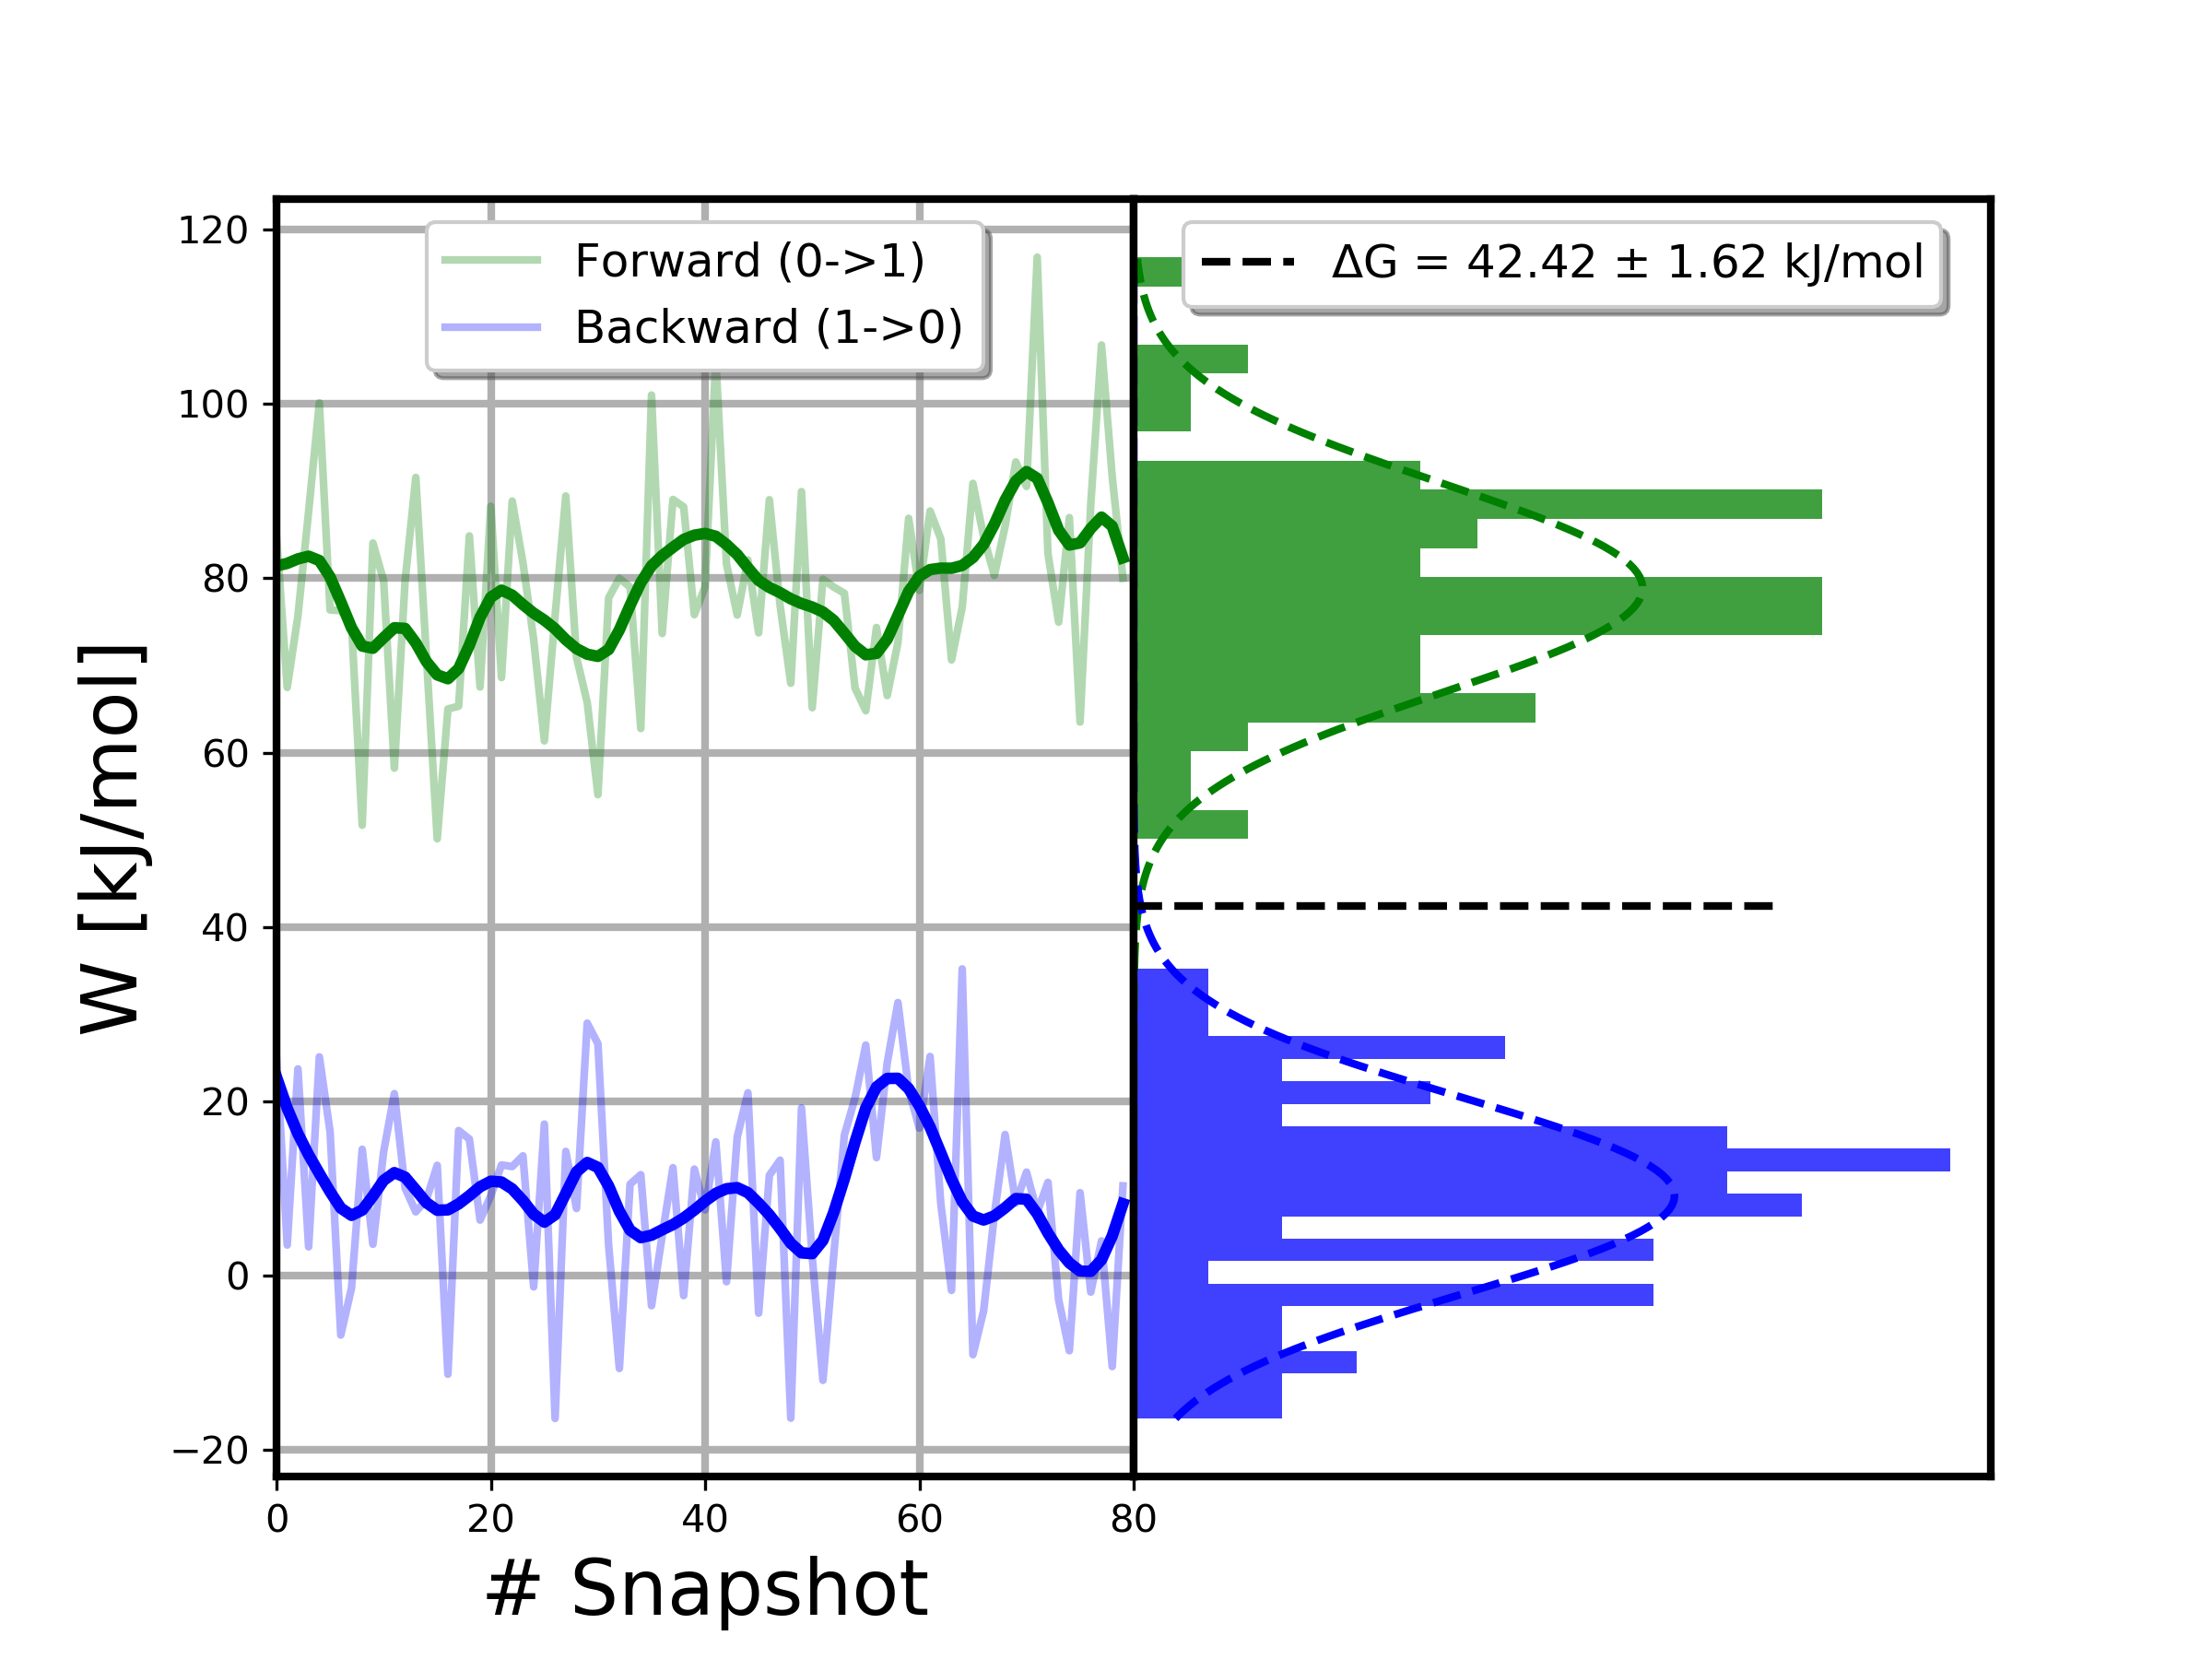 120
100
80
60
40
20
0
−20
W [kJ/mol]
Forward (0->1)
Backward (1->0)
ΔG = 42.42 ± 1.62 kJ/mol
0 20 40 60 80
# Snapshot